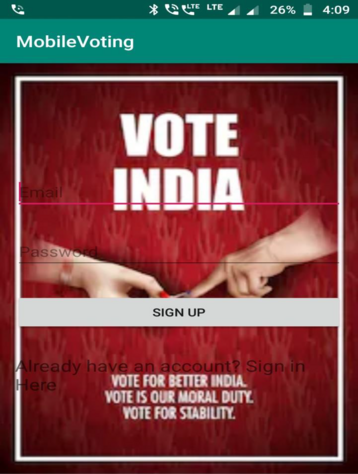 LTE LTE 26% 4:09
MobileVoting
VOTE
INDIA
Email
Password
SIGN UP
Already have an account? Sign in
Here
VOTE FOR BETTER INDIA.
VOTE IS OUR MORAL DUTY.
VOTE FOR STABILITY.